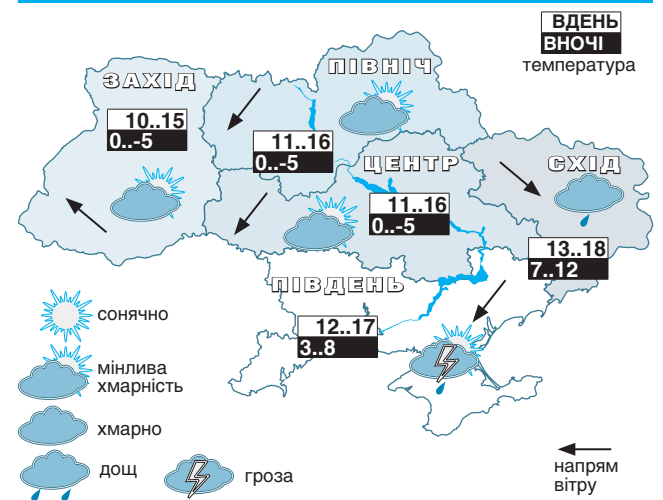 ВДЕНЬ
ВНОЧІ
температура
ПІВНІЧ
ЗАХІД
10..15
0..-5
11..16
0..-5
ЦЕНТР
СХІД
11..16
0..-5
13..18
7..12
ПІВДЕНЬ
12..17
3..8
сонячно
мінлива
хмарність
хмарно
дощ
гроза
напрям
вітру